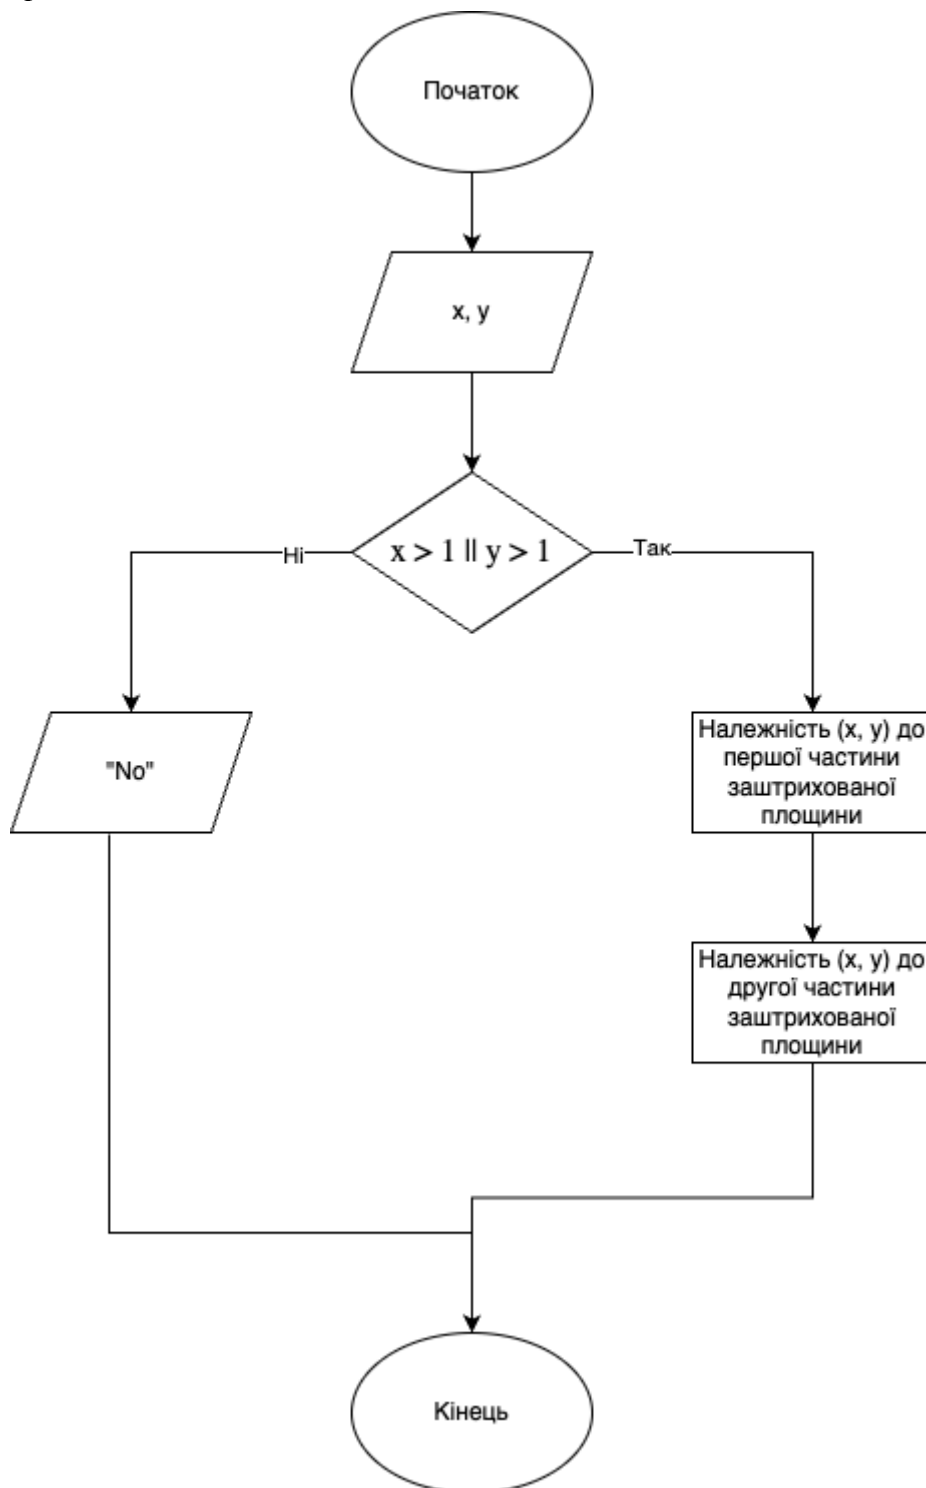 Початок
x, y
x > 1 || y > 1
Ні
Так
"No"
Належність (x, y) до
першої частини
заштрихованої
площини
Належність (x, y) до
другої частини
заштрихованої
площини
Кінець